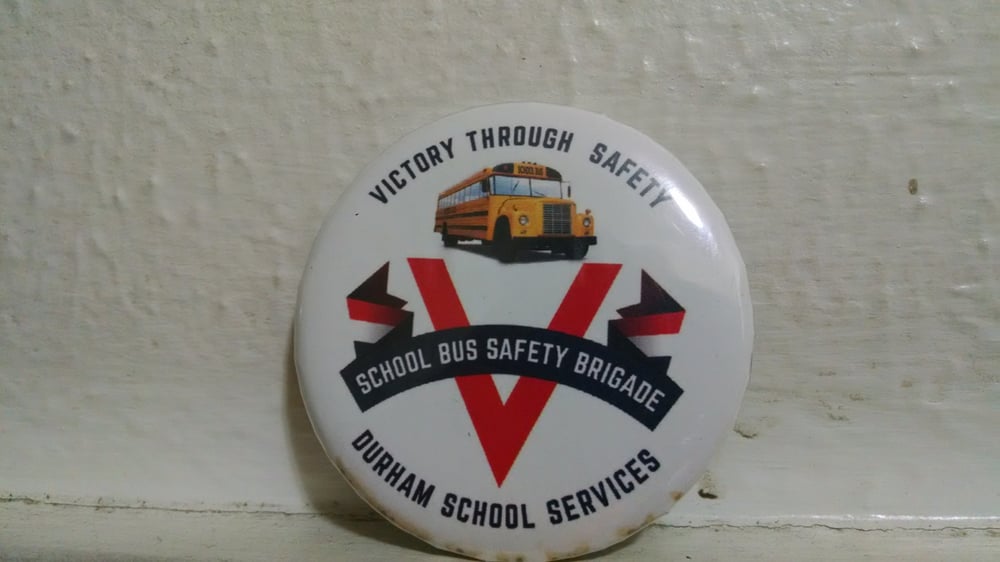 VICTORY THROUGH SAFETY
SCHOOL BUS
SCHOOL BUS SAFETY BRIGADE
DURHAM SCHOOL SERVICES